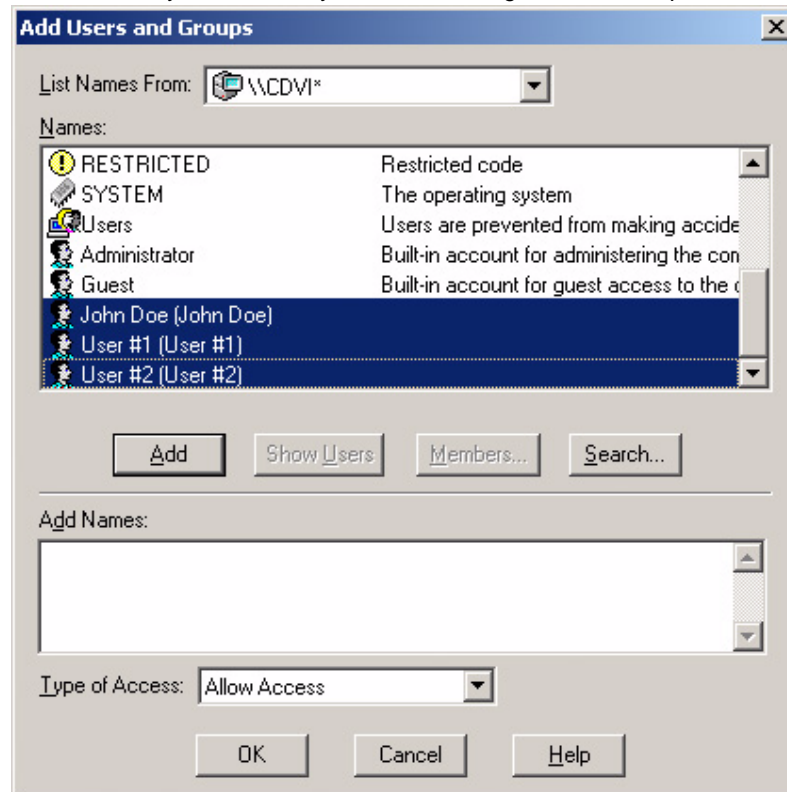 Add Users and Groups
List Names From: \\CDVI*
Names:
RESTRICTED Restricted code
SYSTEM The operating system
Users Users are prevented from making accide
Administrator Built-in account for administering the con
Guest Built-in account for guest access to the
John Doe (John Doe)
User #1 (User #1)
User #2 (User #2)
Add Show Users Members... Search...
Add Names:
Type of Access: Allow Access
OK Cancel Help